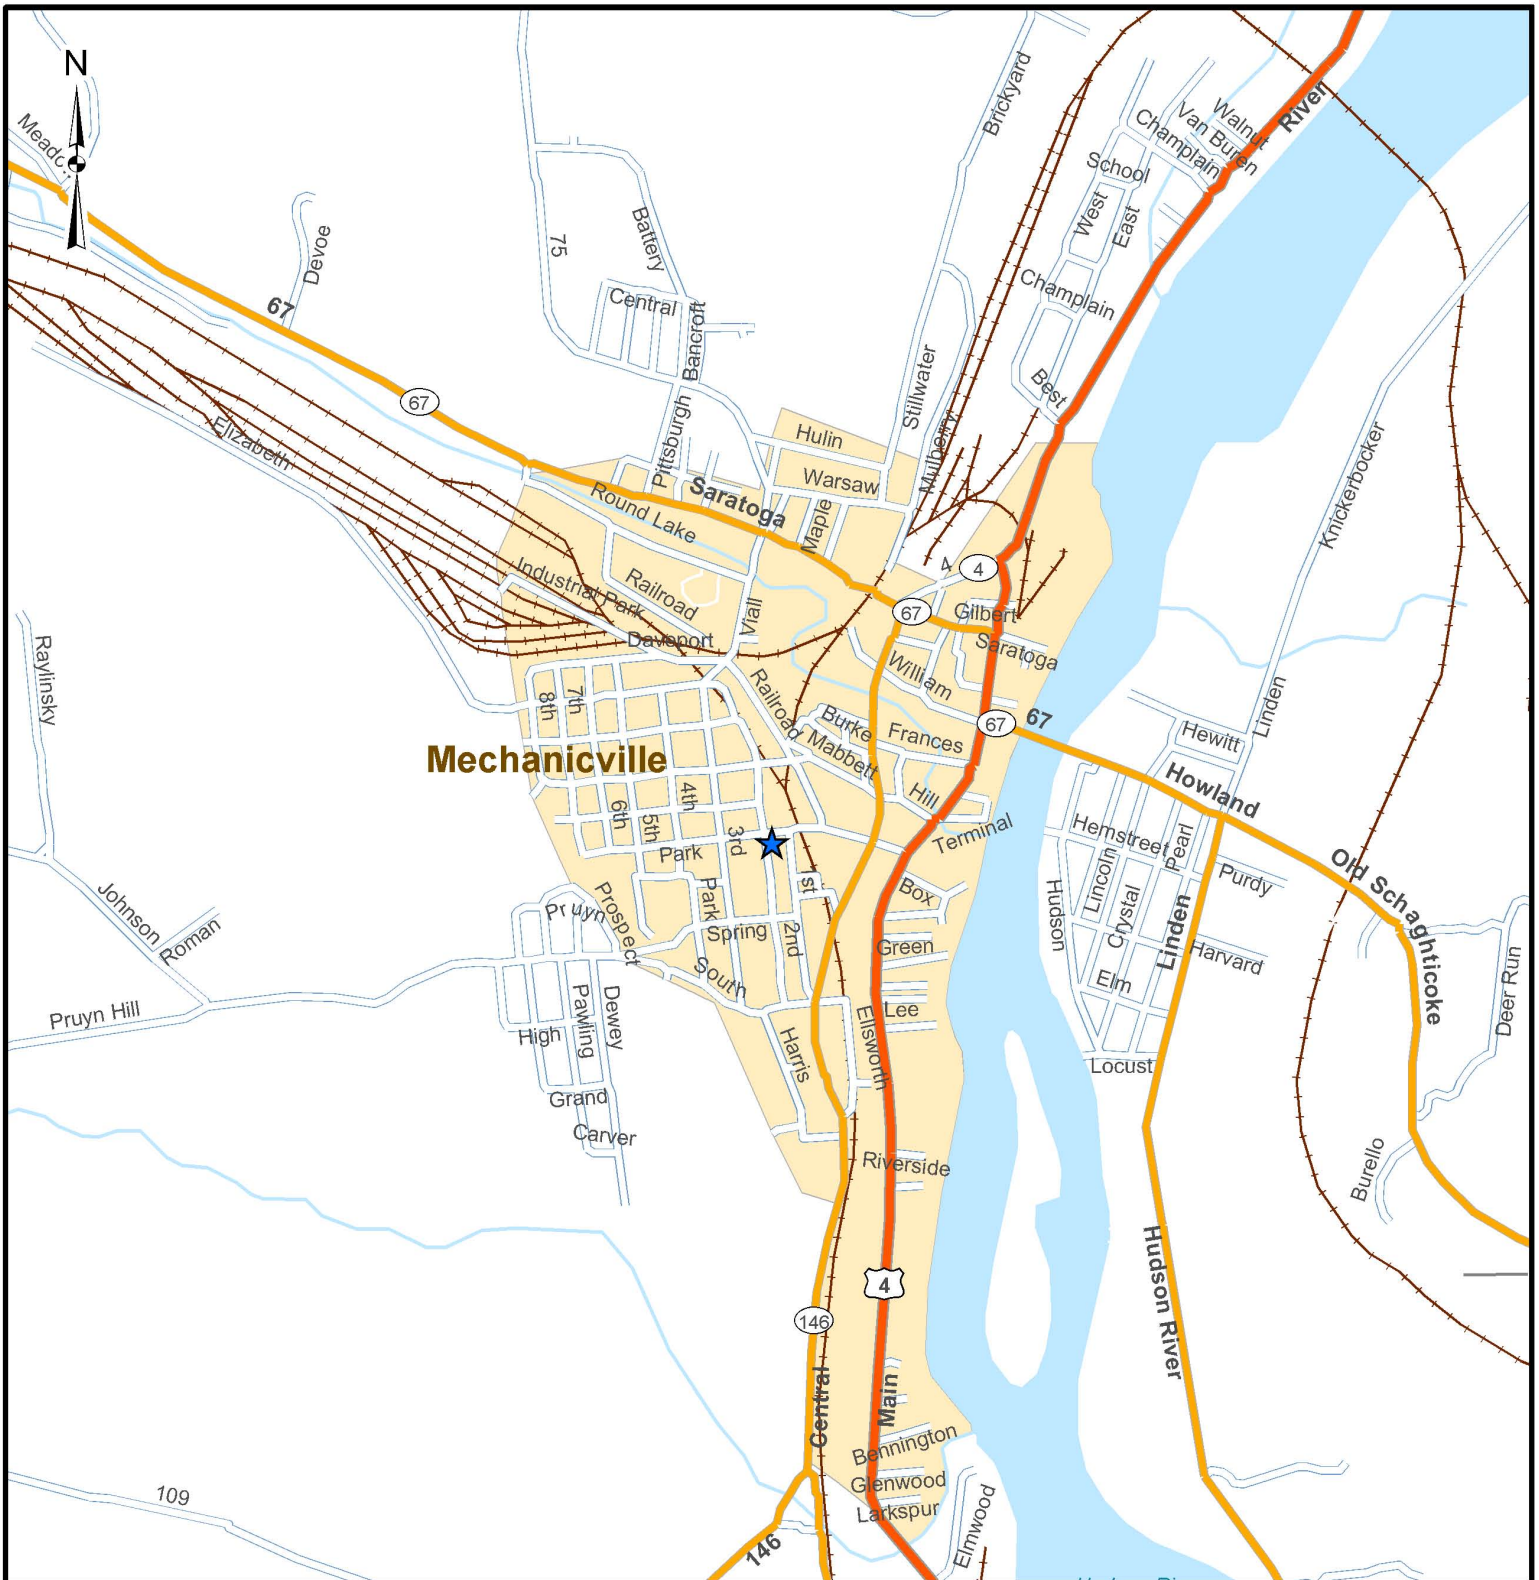 N
Meado
River
Brickyard
Walnut
Van Buren
Champlain
School
West
East
Devoe
Battery
75
Central
Bancroft
Champlain
67
67
Stillwater
Best
Pittsburgh
Hulin
Mulberry
Elizabeth
Warsaw
Saratoga
Round Lake
Maple
Knickerbocker
4
4
Industrial Park
Railroad
Viall
67
Gilbert
Davenport
Saratoga
William
Raylinsky
8th
7th
Railroad
Burke
Frances
Mabbett
67
67
Linden
Hewitt
Mechanicville
Howland
6th
5th
4th
3rd
Hill
Terminal
Hemstreet
Pearl
Park
Lincoln
Purdy
Old Schaghticoke
1st
Box
Johnson
Roman
Pruyn
Prospect
Park
Spring
2nd
Green
Hudson
Crystal
Linden
Harvard
Deer Run
South
Elm
Pruyn Hill
Pawling
Dewey
High
Lee
Ellsworth
Harris
Locust
Grand
Carver
Riverside
Burello
4
146
Hudson River
Central
Main
Bennington
Glenwood
Larkspur
109
146
Elmwood